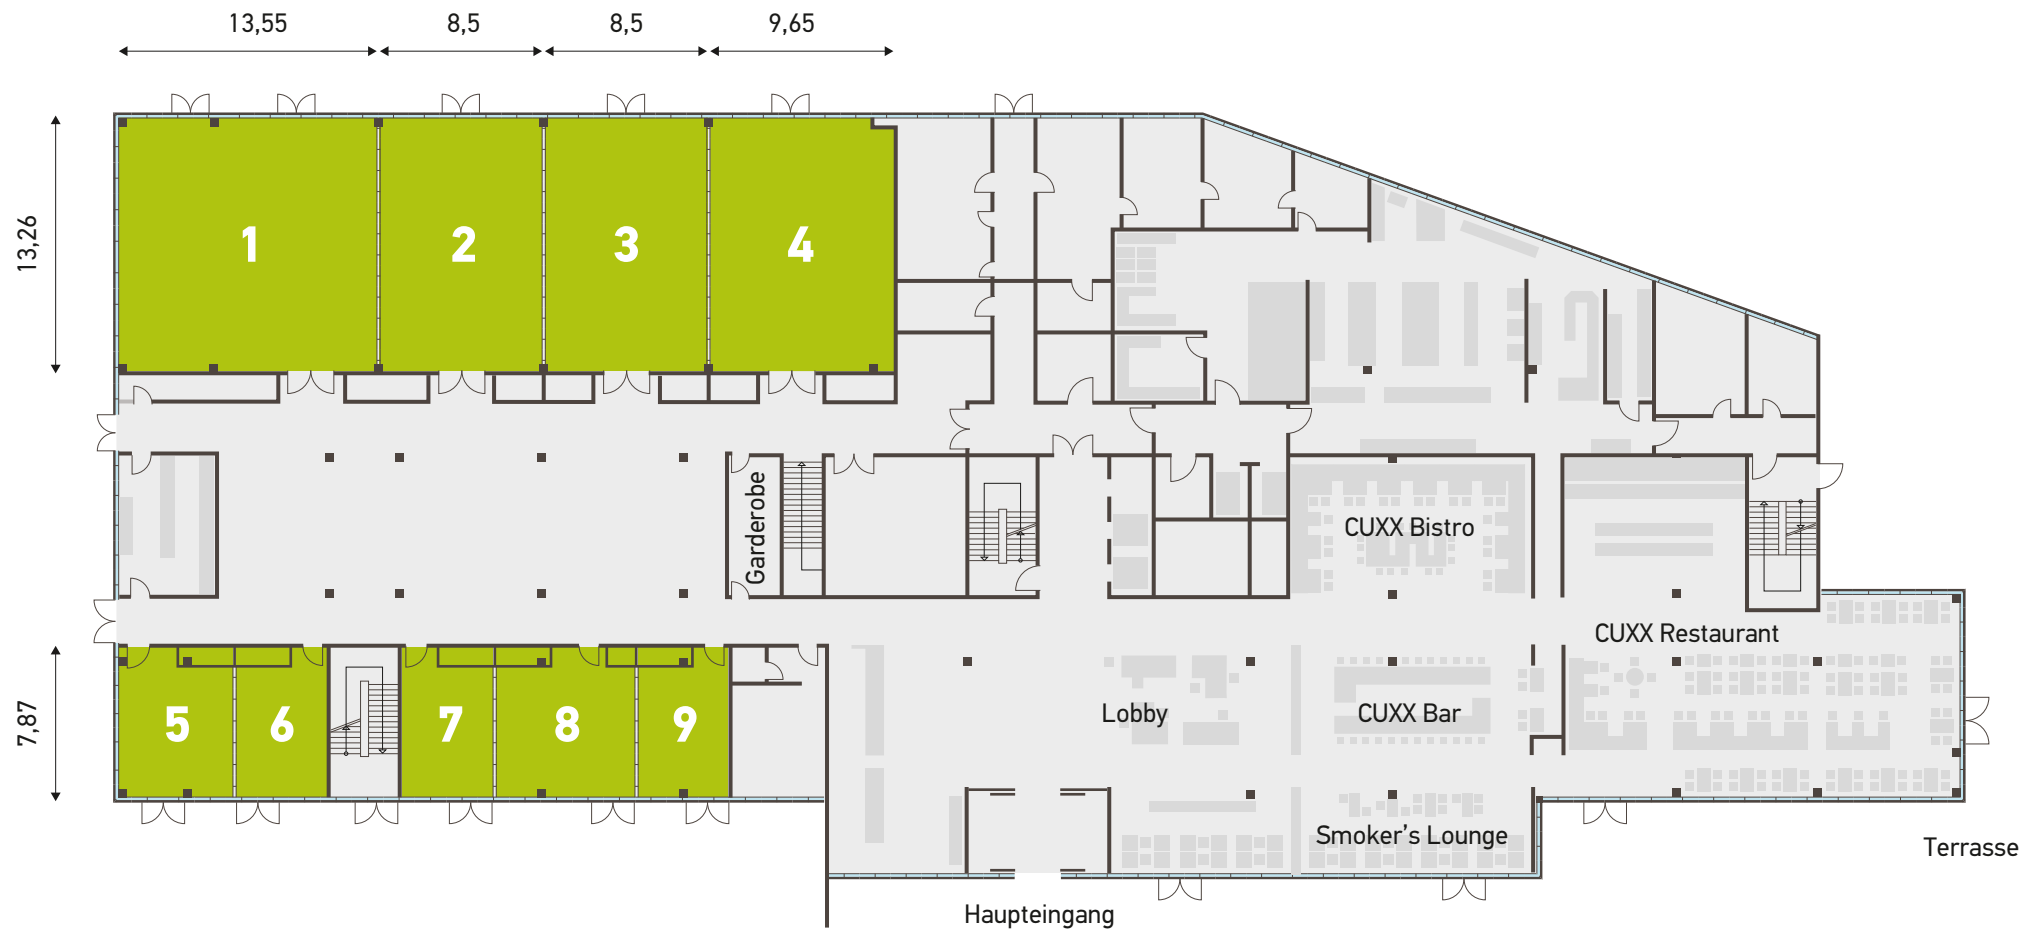 13,55
8,5
8,5
9,65
13,26
1
2
3
4
Garderobe
CUXX Bistro
CUXX Restaurant
7,87
5
6
7
8
9
Lobby
CUXX Bar
Smoker’s Lounge
Terrasse
Haupteingang